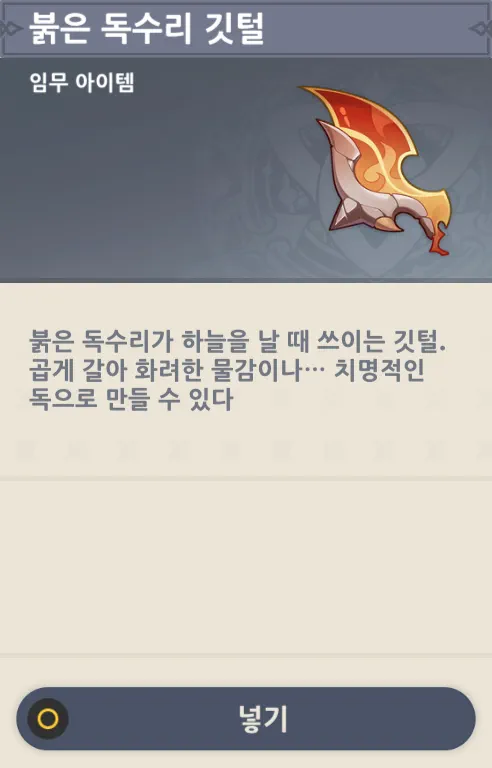 붉은 독수리 깃털
임무 아이템
붉은 독수리가 하늘을 날 때 쓰이는 깃털.
곱게 갈아 화려한 물감이나… 치명적인
독으로 만들 수 있다
넣기